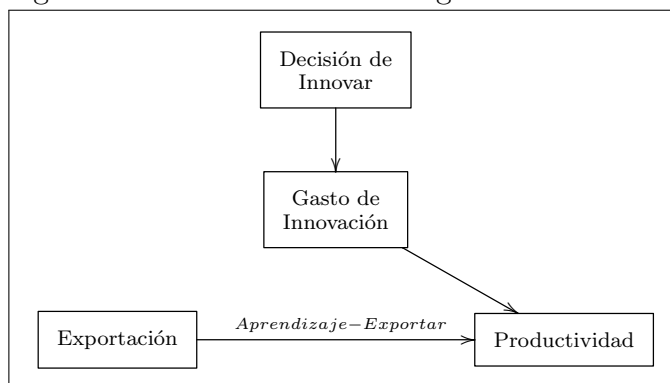 Decisión de
Innovar
Gasto de
Innovación
Aprendizaje–Exportar
Exportación
Productividad